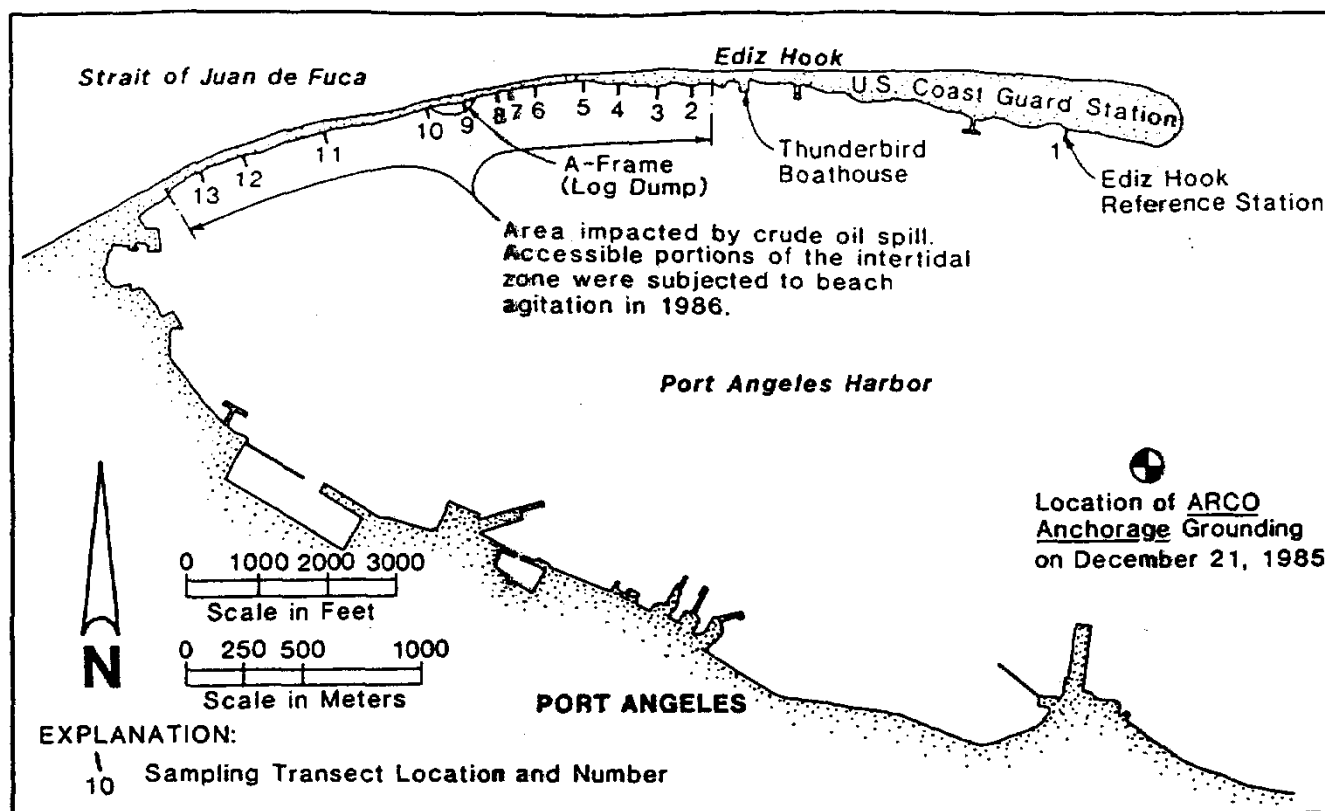 Ediz Hook
Strait of Juan de Fuca
U.S. Coast Guard Station
13
12
11
10
9
8
7
6
5
4
3
2
1
A-Frame
(Log Dump)
Thunderbird
Boathouse
Ediz Hook
Reference Station
Area impacted by crude oil spill.
Accessible portions of the intertidal
zone were subjected to beach
agitation in 1986.
Port Angeles Harbor
Location of ARCO
Anchorage Grounding
on December 21, 1985
0 1000 2000 3000
Scale in Feet
0 250 500 1000
Scale in Meters
N
PORT ANGELES
EXPLANATION:
10 Sampling Transect Location and Number